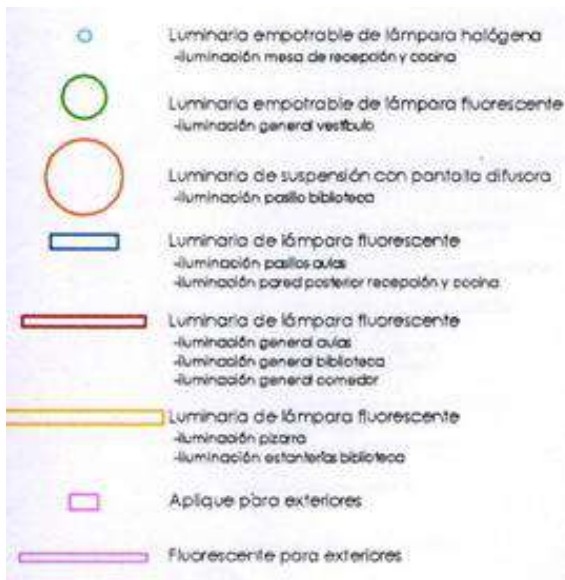 Luminaria empotrable de lámpara halógena
-iluminación mesa de recepción y cocina
Luminaria empotrable de lámpara fluorescente
-iluminación general vestíbulo
Luminaria de suspensión con pantalla difusora
-iluminación pasillo biblioteca
Luminaria de lámpara fluorescente
-iluminación pasillos aulas
-iluminación pared posterior recepción y cocina
Luminaria de lámpara fluorescente
-iluminación general aulas
-iluminación general biblioteca
-iluminación general comedor
Luminaria de lámpara fluorescente
-iluminación pizarra
-iluminación estanterías biblioteca
Aplique para exteriores
Fluorescente para exteriores